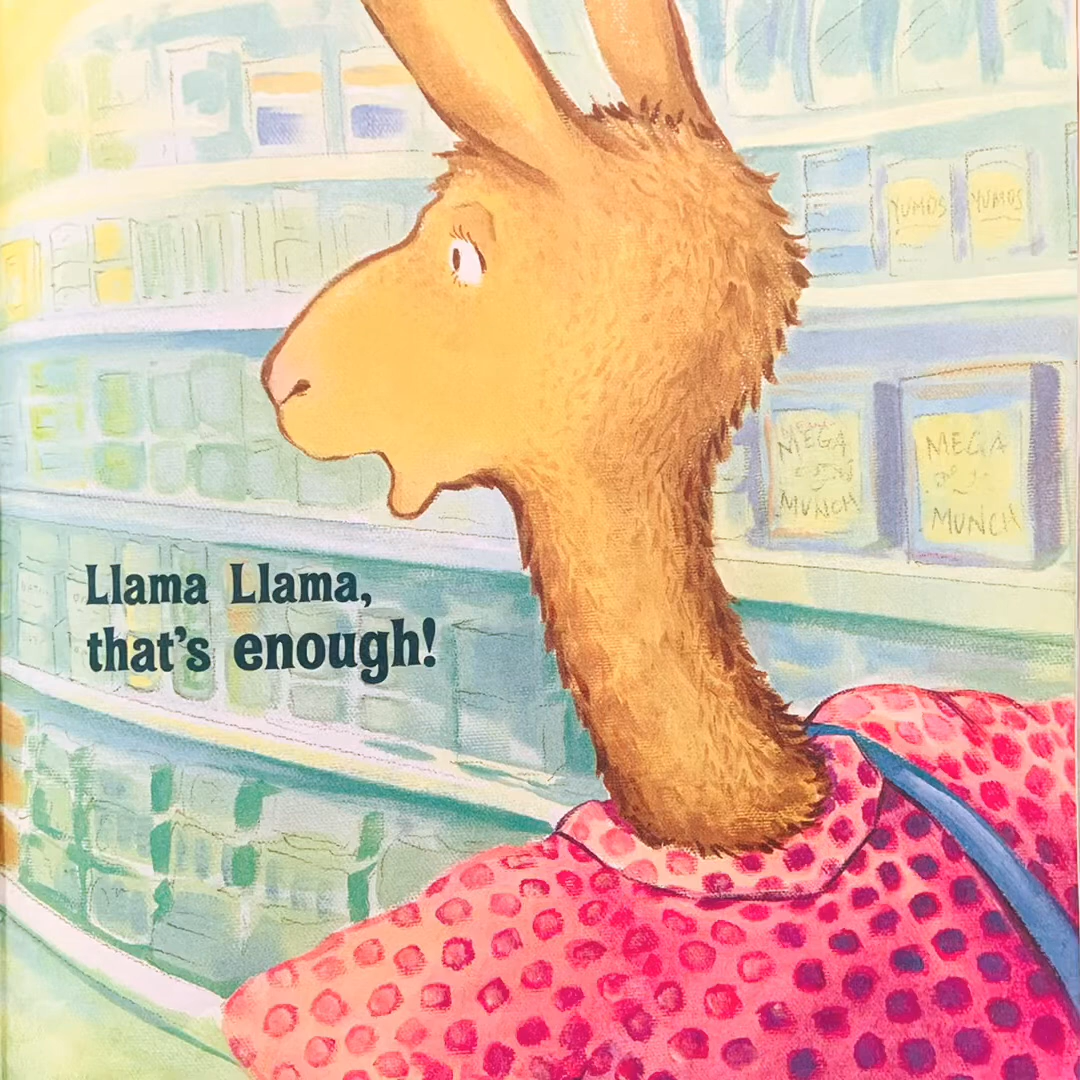 YUMOS YUMOS
MEGA
MUNCH
MEGA
MUNCH
Llama Llama,
that's enough!